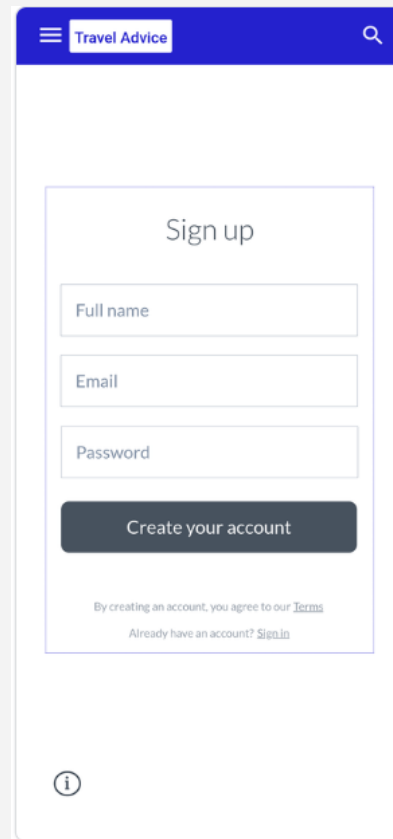 Travel Advice
Sign up
Full name
Email
Password
Create your account
By creating an account, you agree to our Terms
Already have an account? Sign in